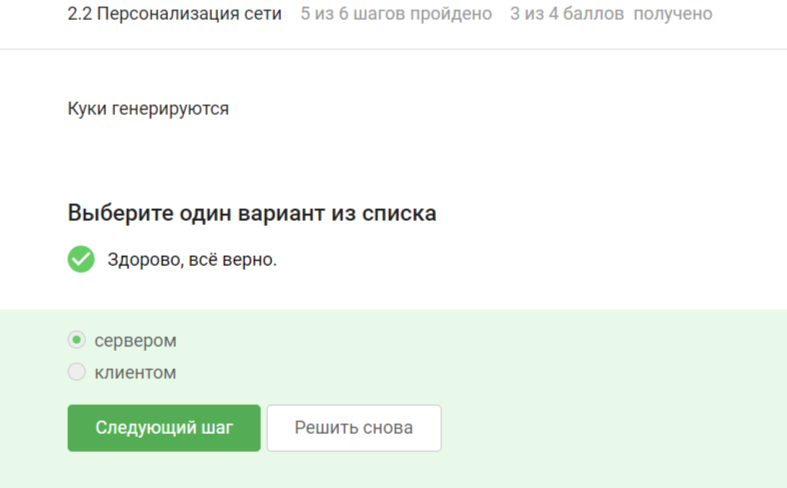 2.2 Персонализация сети 5 из 6 шагов пройдено 3 из 4 баллов получено
Куки генерируются
Выберите один вариант из списка
Здорово, всё верно.
сервером
клиентом
Следующий шаг Решить снова